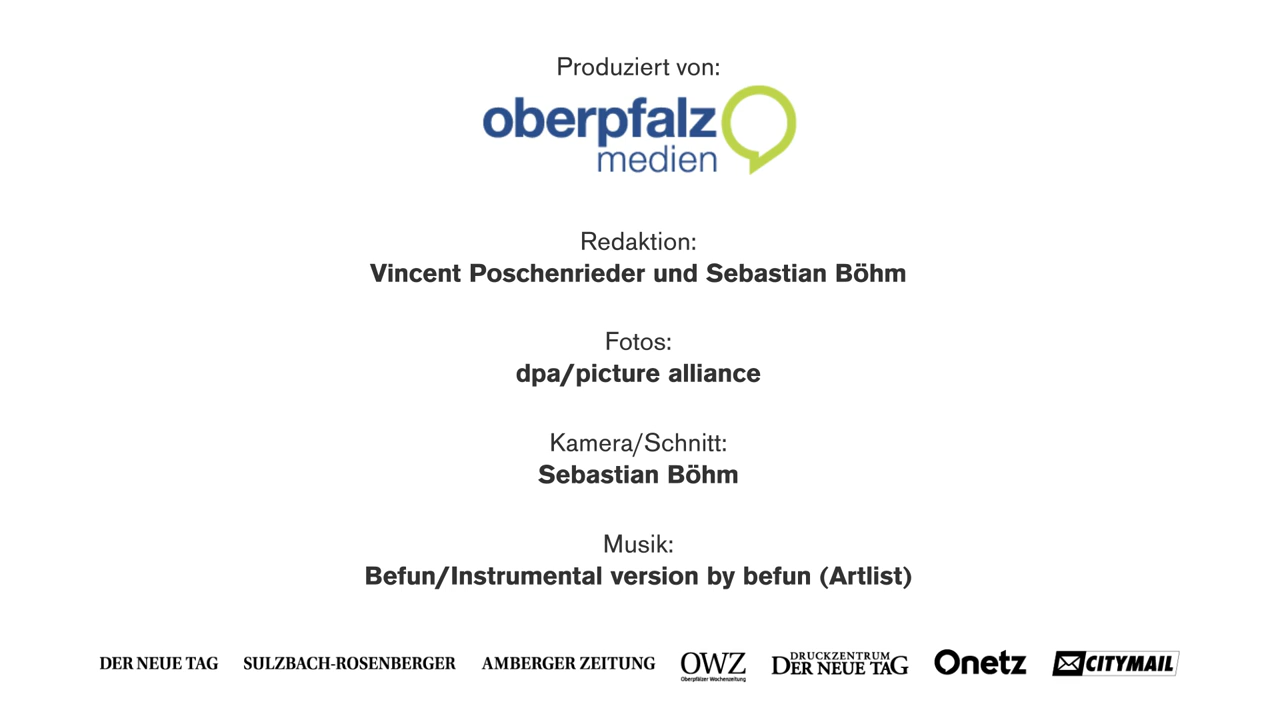 Produziert von:
oberpfalz
medien
Redaktion:
Vincent Poschenrieder und Sebastian Böhm
Fotos:
dpa/picture alliance
Kamera/Schnitt:
Sebastian Böhm
Musik:
Befun/Instrumental version by befun (Artlist)
DER NEUE TAG
SULZBACH-ROSENBERGER
AMBERGER ZEITUNG
OWZ
Oberpfälzer Wochenzeitung
DRUCKZENTRUM
DER NEUE TAG
Onetz
CITYMAIL